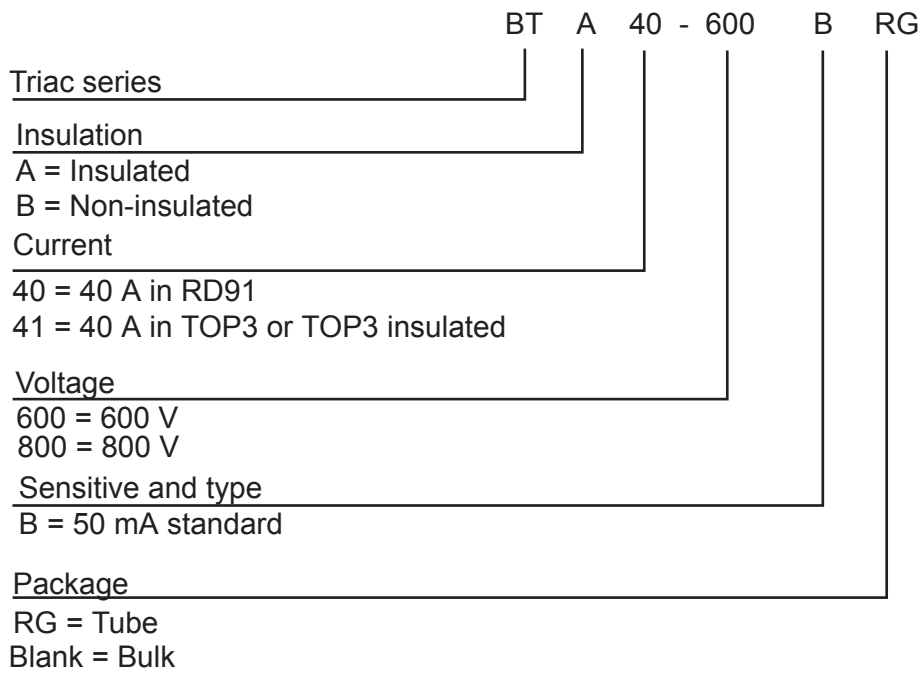 BT A 40 - 600 B RG
Triac series
Insulation
A = Insulated
B = Non-insulated
Current
40 = 40 A in RD91
41 = 40 A in TOP3 or TOP3 insulated
Voltage
600 = 600 V
800 = 800 V
Sensitive and type
B = 50 mA standard
Package
RG = Tube
Blank = Bulk